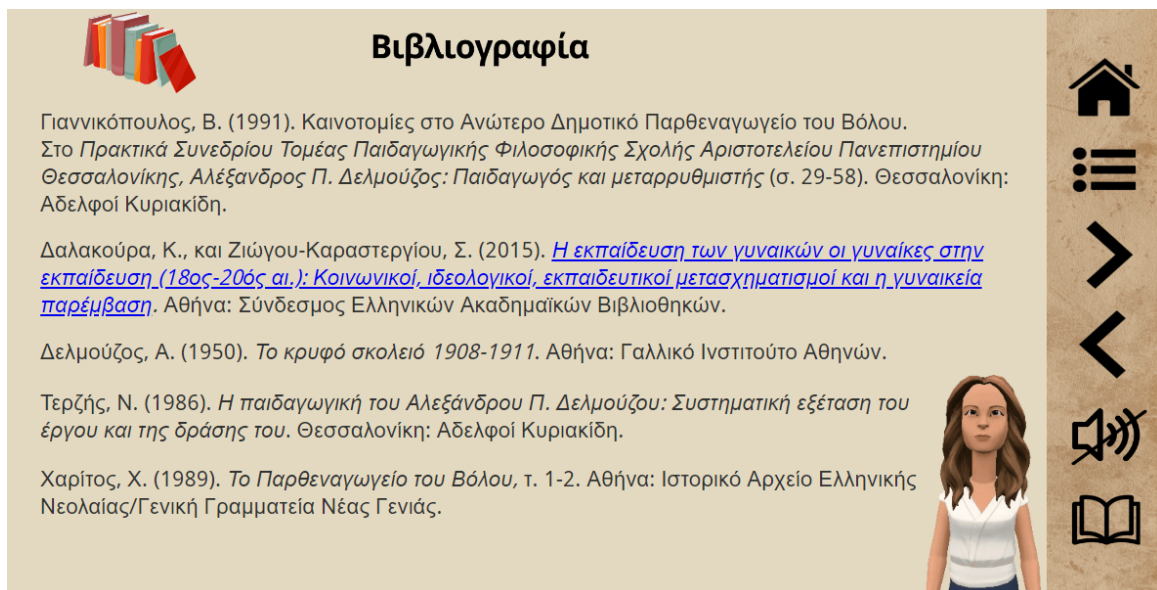 Βιβλιογραφία
Γιαννικόπουλος, Β. (1991). Καινοτομίες στο Ανώτερο Δημοτικό Παρθεναγωγείο του Βόλου.
Στο Πρακτικά Συνεδρίου Τομέας Παιδαγωγικής Φιλοσοφικής Σχολής Αριστοτελείου Πανεπιστημίου
Θεσσαλονίκης, Αλέξανδρος Π. Δελμούζος: Παιδαγωγός και μεταρρυθμιστής (σ. 29-58). Θεσσαλονίκη:
Αδελφοί Κυριακίδη.
Δαλακούρα, Κ., και Ζιώγου-Καραστεργίου, Σ. (2015). Η εκπαίδευση των γυναικών οι γυναίκες στην
εκπαίδευση (18ος-20ός αι.): Κοινωνικοί, ιδεολογικοί, εκπαιδευτικοί μετασχηματισμοί και η γυναικεία
παρέμβαση. Αθήνα: Σύνδεσμος Ελληνικών Ακαδημαϊκών Βιβλιοθηκών.
Δελμούζος, Α. (1950). Το κρυφό σκολειό 1908-1911. Αθήνα: Γαλλικό Ινστιτούτο Αθηνών.
Τερζής, Ν. (1986). Η παιδαγωγική του Αλεξάνδρου Π. Δελμούζου: Συστηματική εξέταση του
έργου και της δράσης του. Θεσσαλονίκη: Αδελφοί Κυριακίδη.
Χαρίτος, Χ. (1989). Το Παρθεναγωγείο του Βόλου, τ. 1-2. Αθήνα: Ιστορικό Αρχείο Ελληνικής
Νεολαίας/Γενική Γραμματεία Νέας Γενιάς.